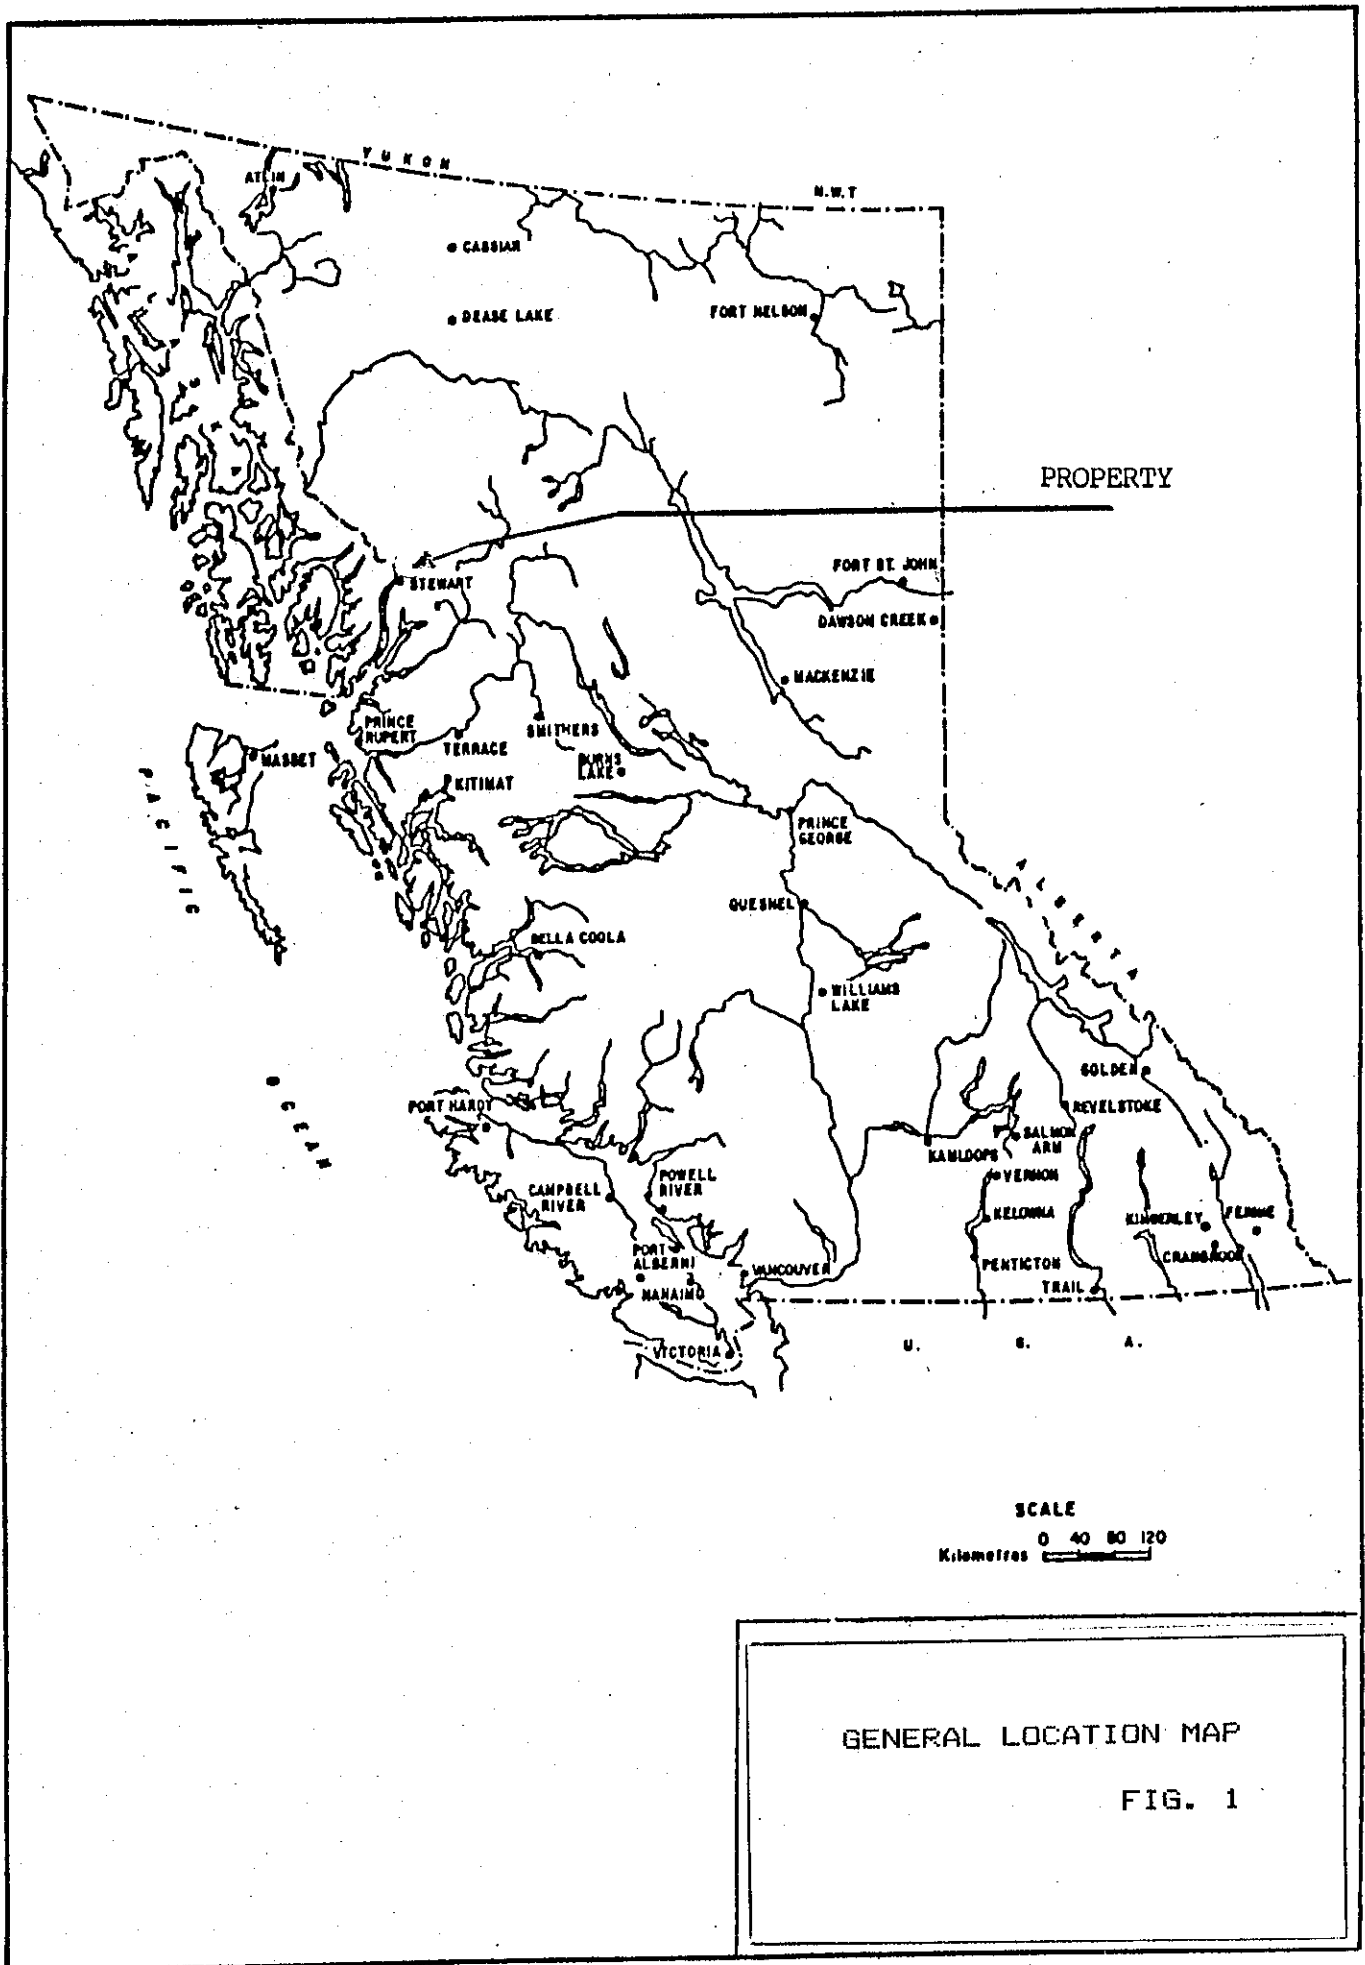 YUKON
N.W.T
ATLIN
CASSIAR
DEASE LAKE
FORT NELSON
PROPERTY
FORT ST. JOHN
STEWART
DAWSON CREEK
MACKENZIE
PRINCE
RUPERT
SMITHERS
TERRACE
MASSET
BURNS
LAKE
KITIMAT
PRINCE
GEORGE
ALBERTA
QUESNEL
BELLA COOLA
WILLIAMS
LAKE
PACIFIC
OCEAN
GOLDEN
PORT HARDY
REVELSTOKE
SALMON
ARM
KAMLOOPS
VERNON
POWELL
RIVER
CAMPBELL
RIVER
KELOWNA
KIMBERLEY
FERNIE
PORT
ALBERNI
CRANBROOK
PENTICTON
VANCOUVER
NANAIMO
TRAIL
VICTORIA
U. S. A.
SCALE
0 40 80 120
Kilometres
GENERAL LOCATION MAP
FIG. 1